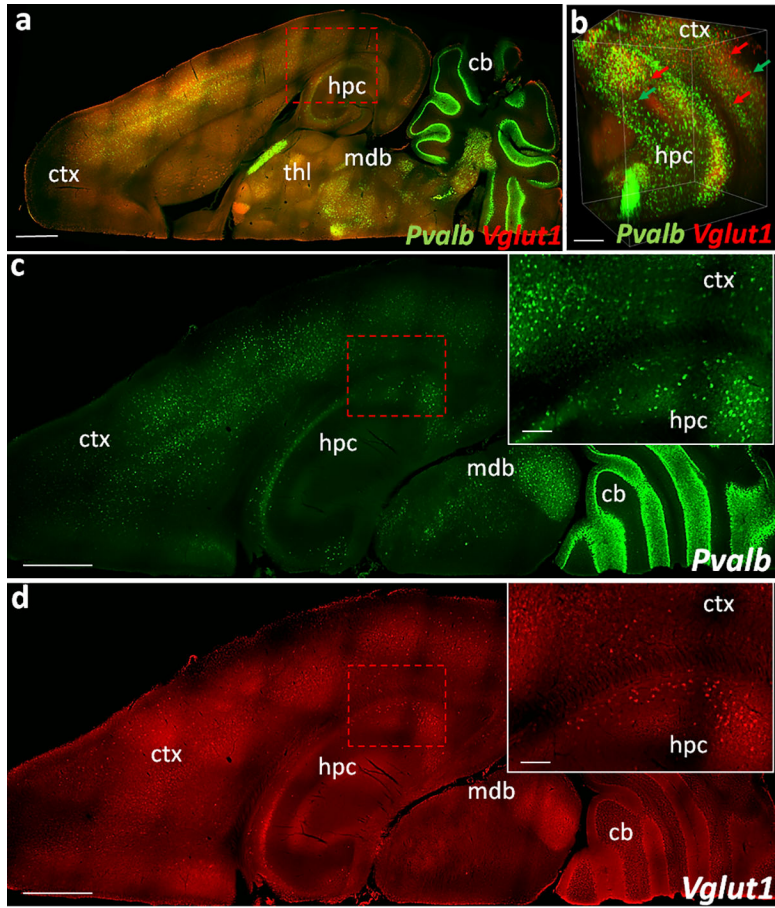 a
cb
hpc
mdb
thl
ctx
Pvalb Vglut1
b
ctx
hpc
Pvalb Vglut1
c
ctx
hpc
ctx
hpc
mdb
cb
Pvalb
d
ctx
hpc
ctx
hpc
mdb
cb
Vglut1